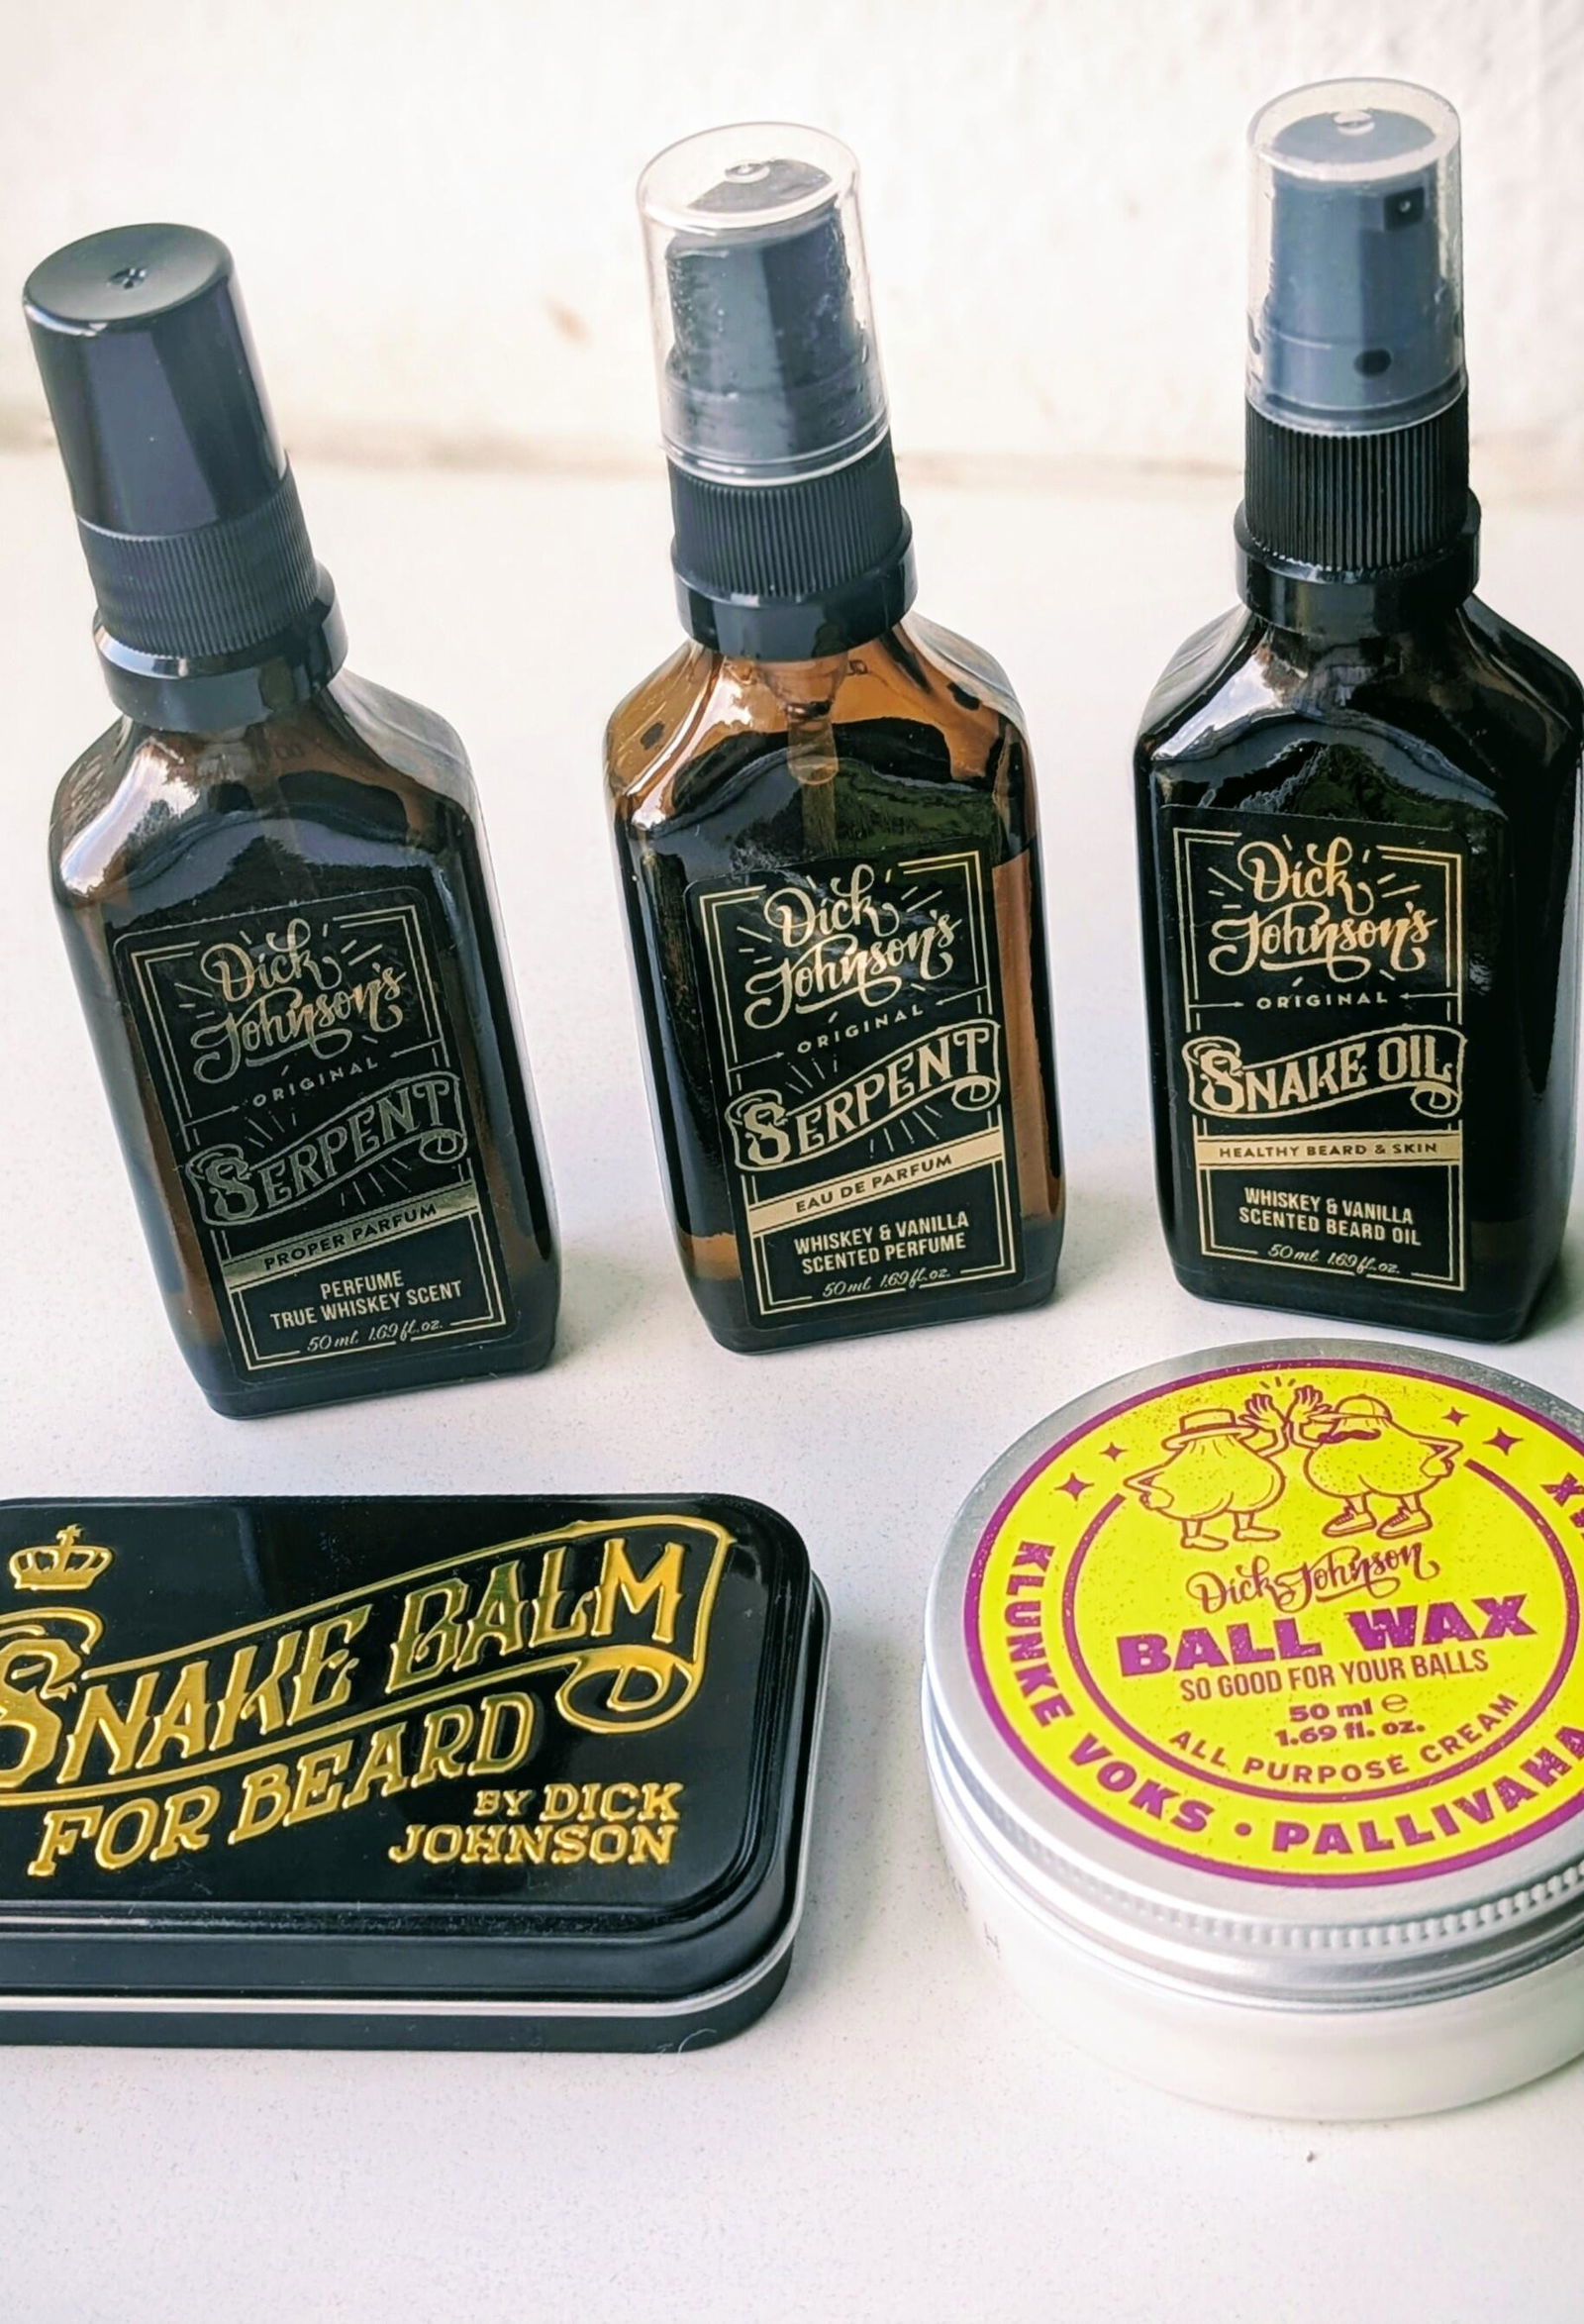 Dick
Johnson's
ORIGINAL
SERPENT
PROPER PARFUM
PERFUME
TRUE WHISKEY SCENT
50 ml 1.69 fl.oz.
Dick
Johnson's
ORIGINAL
SERPENT
EAU DE PARFUM
WHISKEY & VANILLA
SCENTED PERFUME
50 ml 1.69 fl.oz.
Dick
Johnson's
ORIGINAL
SNAKE OIL
HEALTHY BEARD & SKIN
WHISKEY & VANILLA
SCENTED BEARD OIL
50 ml 1.69 fl.oz.
SNAKE BALM
FOR BEARD
BY DICK
JOHNSON
Dick Johnson
BALL WAX
SO GOOD FOR YOUR BALLS
50 ml ℮
1.69 fl. oz.
ALL PURPOSE CREAM
KLUNKE VOKS • PALLIVAHA